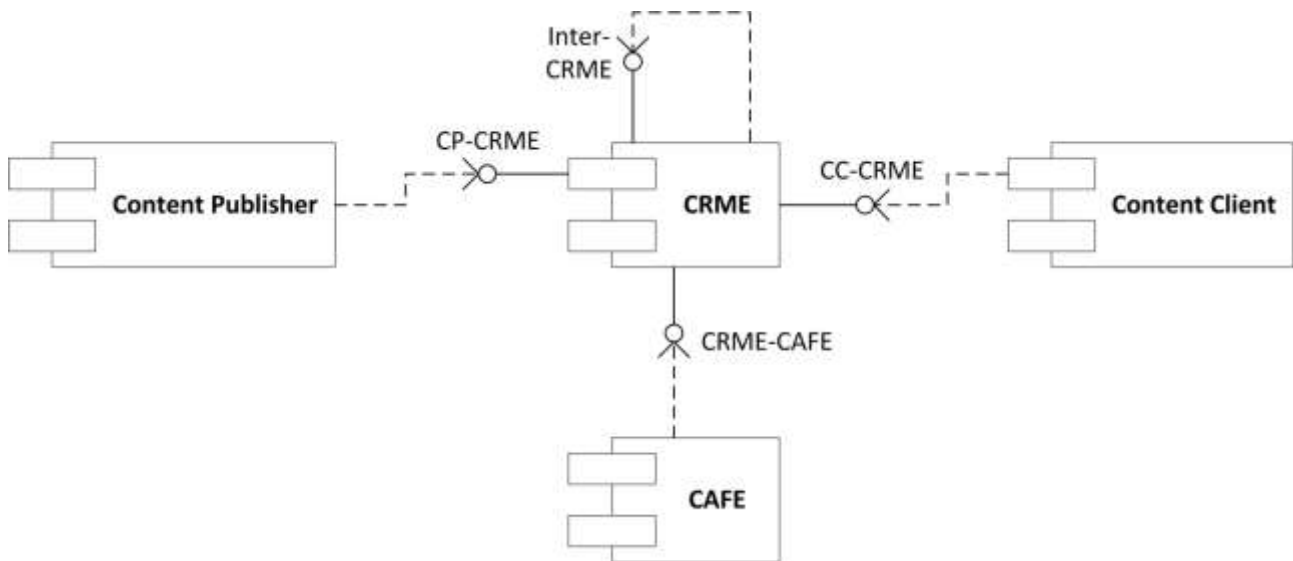 Inter-
CRME
CP-CRME
CC-CRME
Content Publisher
CRME
Content Client
CRME-CAFE
CAFE